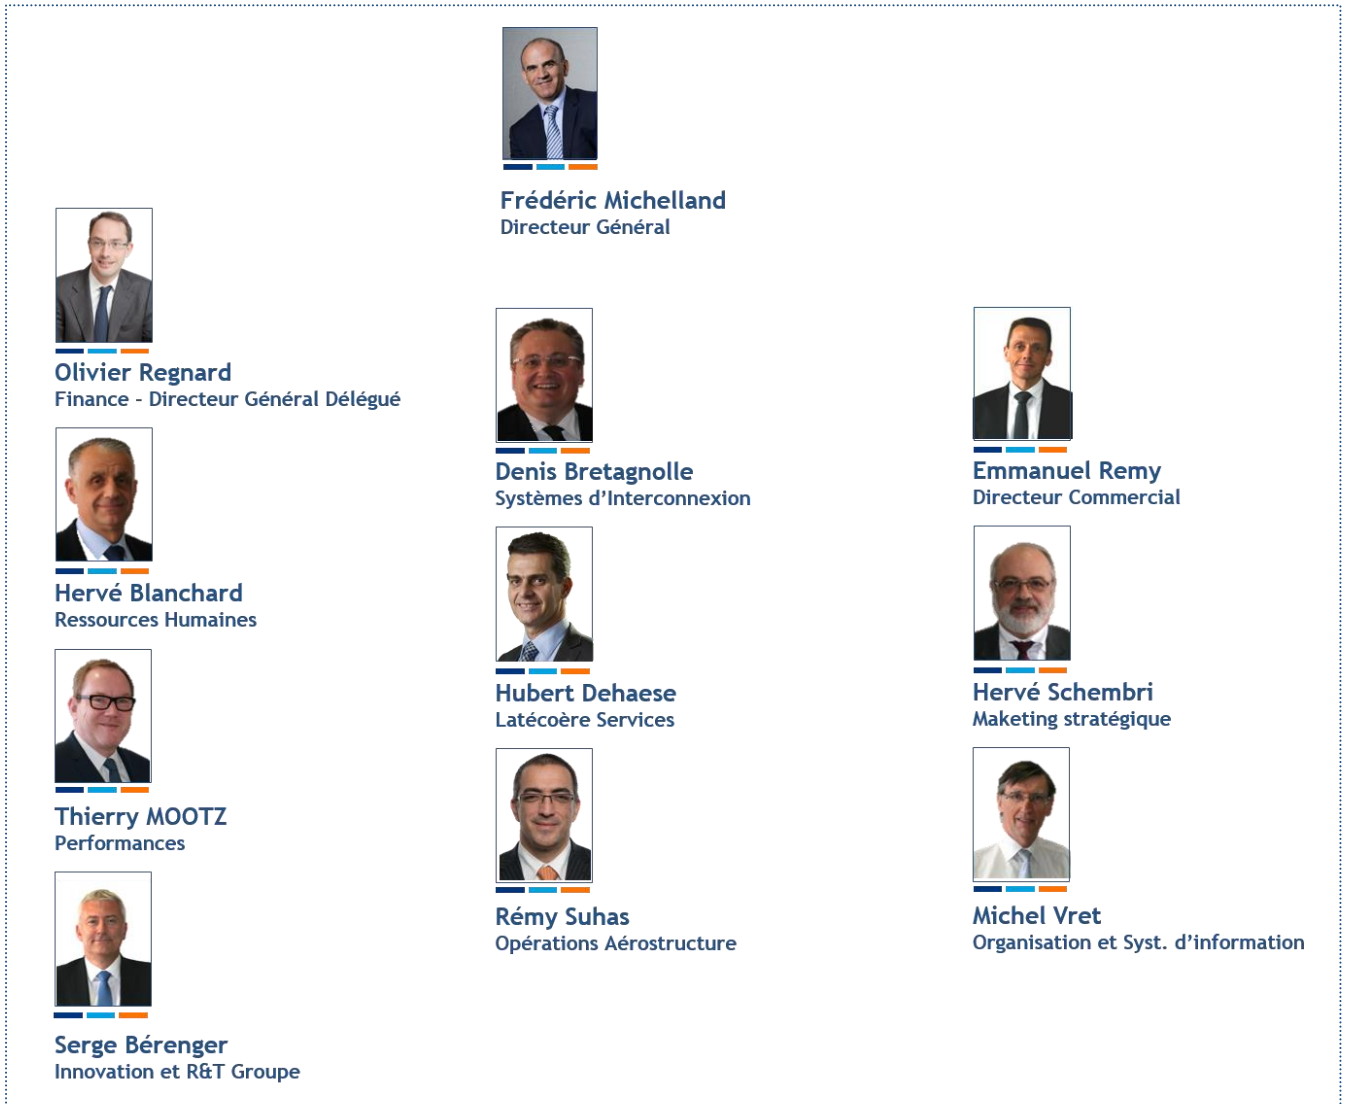 Frédéric Michelland
Directeur Général
Olivier Regnard
Finance - Directeur Général Délégué
Hervé Blanchard
Ressources Humaines
Thierry MOOTZ
Performances
Serge Bérenger
Innovation et R&T Groupe
Denis Bretagnolle
Systèmes d’Interconnexion
Hubert Dehaese
Latécoère Services
Rémy Suhas
Opérations Aérostructure
Emmanuel Remy
Directeur Commercial
Hervé Schembri
Maketing stratégique
Michel Vret
Organisation et Syst. d’information